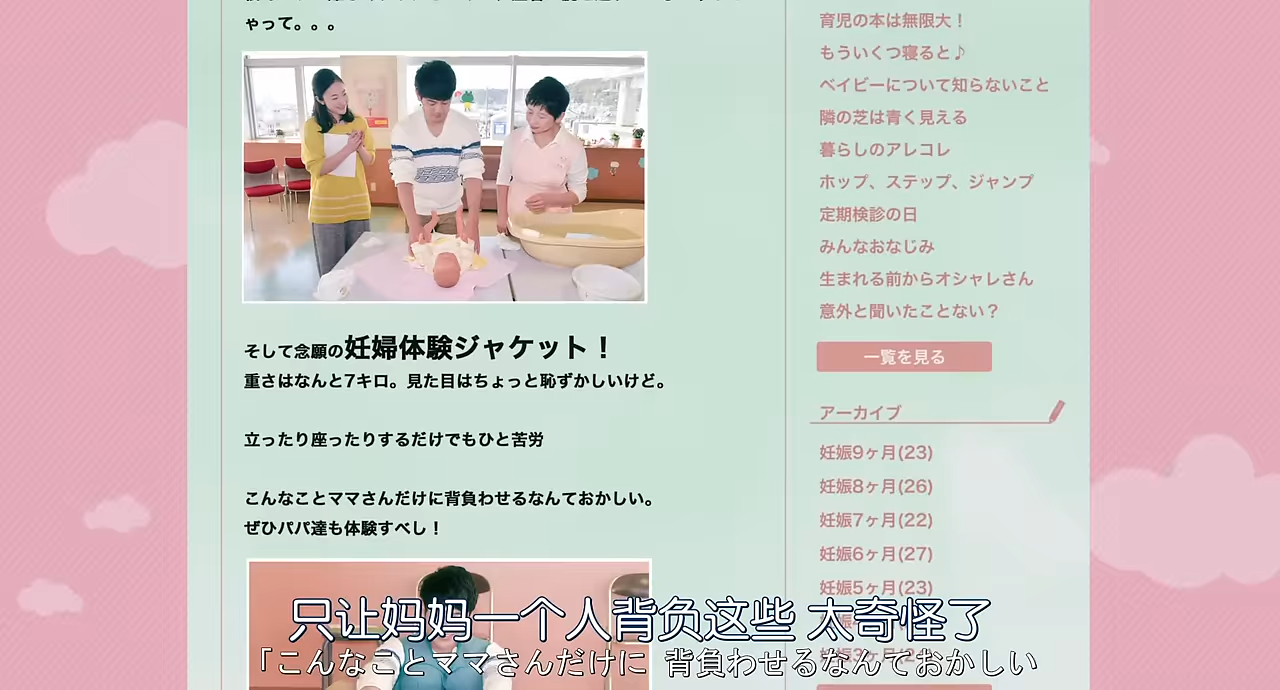 ゃって。。。
そして念願の妊婦体験ジャケット！
重さはなんと7キロ。見た目はちょっと恥ずかしいけど。
立ったり座ったりするだけでもひと苦労
こんなことママさんだけに背負わせるなんておかしい。
ぜひパパ達も体験すべし！
育児の本は無限大！
もういくつ寝ると♪
ベイビーについて知らないこと
隣の芝は青く見える
暮らしのアレコレ
ホップ、ステップ、ジャンプ
定期検診の日
みんなおなじみ
生まれる前からオシャレさん
意外と聞いたことない？
一覧を見る
アーカイブ
妊娠9ヶ月(23)
妊娠8ヶ月(26)
妊娠7ヶ月(22)
妊娠6ヶ月(27)
妊娠5ヶ月(23)
只让妈妈一个人背负这些 太奇怪了
「こんなことママさんだけに 背負わせるなんておかしい